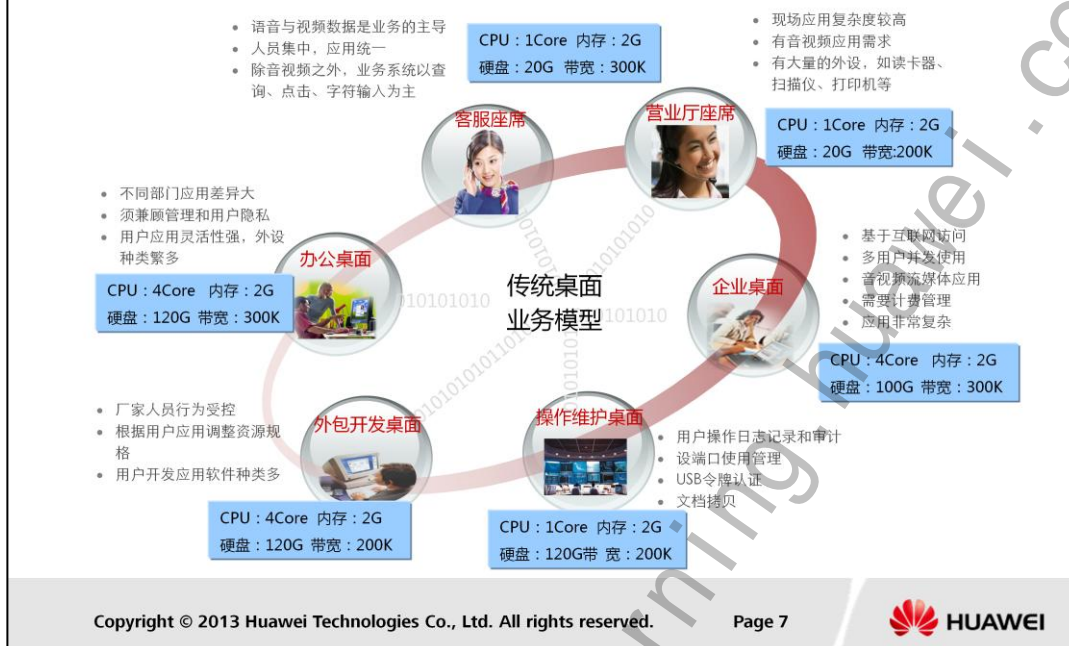 语音与视频数据是业务的主导
人员集中，应用统一
除音视频之外，业务系统以查
询、点击、字符输入为主
CPU：1Core 内存：2G
硬盘：20G 带宽：300K
客服座席
现场应用复杂度较高
有音视频应用需求
有大量的外设，如读卡器、
扫描仪、打印机等
营业厅座席
CPU：1Core 内存：2G
硬盘：20G 带宽:200K
不同部门应用差异大
须兼顾管理和用户隐私
用户应用灵活性强，外设
种类繁多
办公桌面
CPU：4Core 内存：2G
硬盘：120G 带宽：300K
传统桌面
业务模型
基于互联网访问
多用户并发使用
音视频流媒体应用
需要计费管理
应用非常复杂
企业桌面
CPU：4Core 内存：2G
硬盘：100G 带宽：300K
厂家人员行为受控
根据用户应用调整资源规
格
用户开发应用软件种类多
外包开发桌面
CPU：4Core 内存：2G
硬盘：120G 带宽：200K
操作维护桌面
用户操作日志记录和审计
设端口使用管理
USB令牌认证
文档拷贝
CPU：1Core 内存：2G
硬盘：120G带 宽：200K
Copyright © 2013 Huawei Technologies Co., Ltd. All rights reserved.
Page 7
HUAWEI